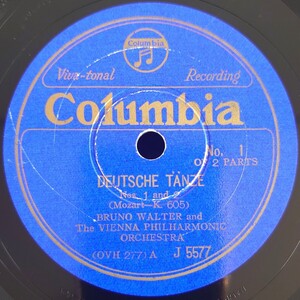 Columbia
Viva-tonal Recording
Columbia
No. 1
OF 2 PARTS
DEUTSCHE TÄNZE
Nos. 1 and 2
(Mozart—K. 605)
BRUNO WALTER and
The VIENNA PHILHARMONIC
ORCHESTRA
(OVH 277) A J 5577